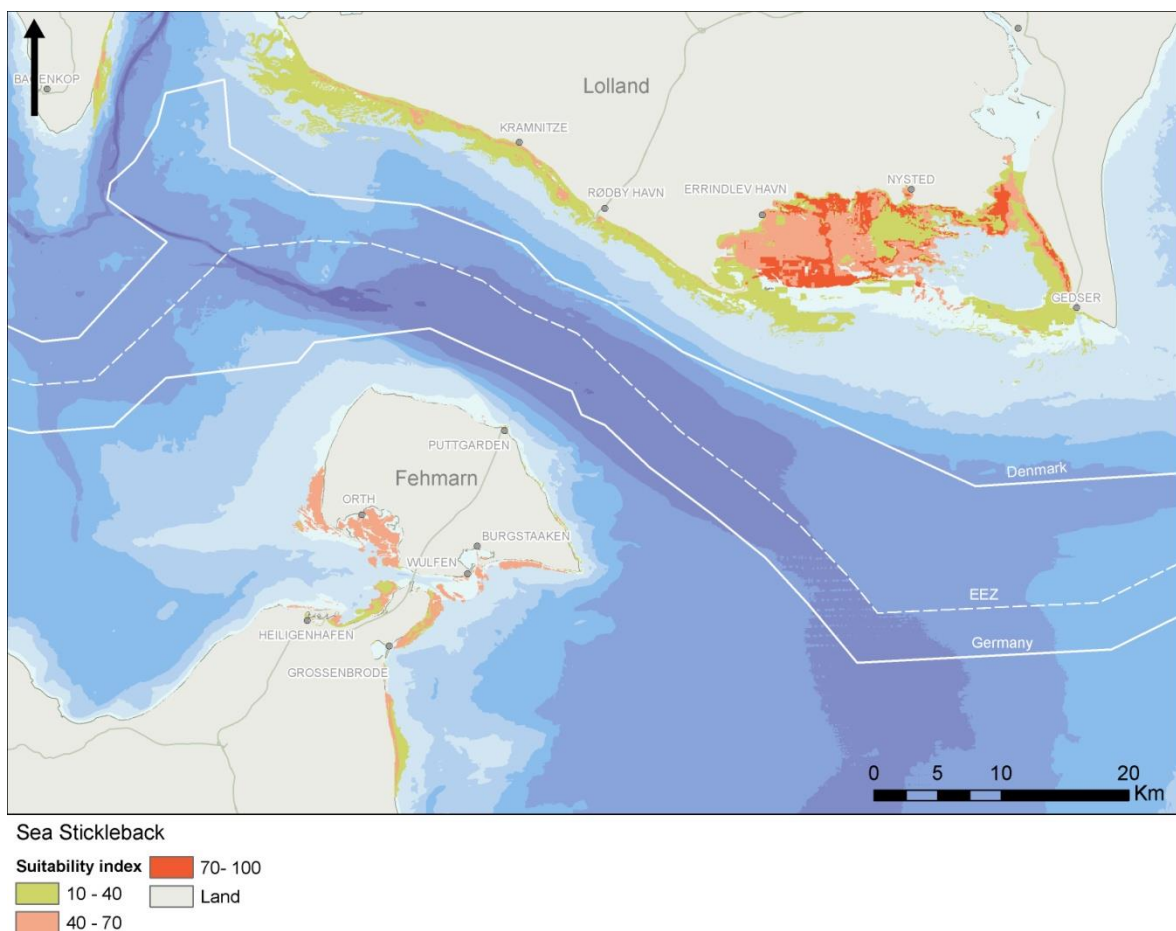 Lolland
BAGENKOP
KRAMNITZE
RØDBY HAVN
ERRINDLEV HAVN
NYSTED
GEDSER
PUTTGARDEN
Fehmarn
ORTH
BURGSTAAKEN
WULFEN
HEILIGENHAFEN
GROSSENBRODE
Denmark
EEZ
Germany
0 5 10 20
Km
Sea Stickleback
Suitability index
10 - 40
40 - 70
70- 100
Land